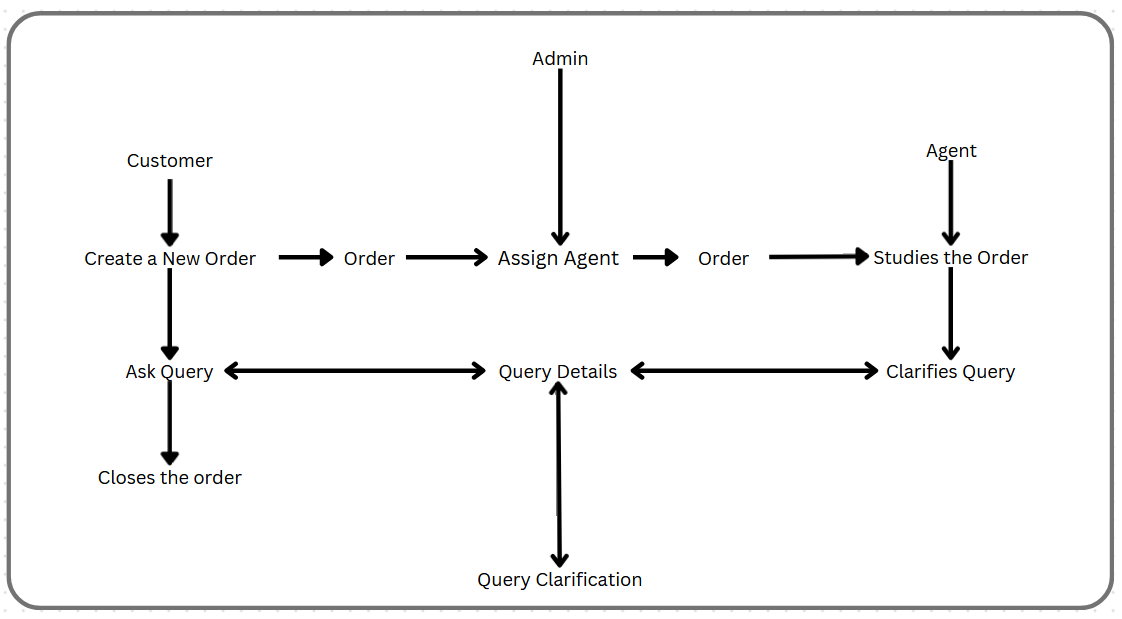 Admin
Customer
Agent
Create a New Order
Order
Assign Agent
Order
Studies the Order
Ask Query
Query Details
Clarifies Query
Closes the order
Query Clarification